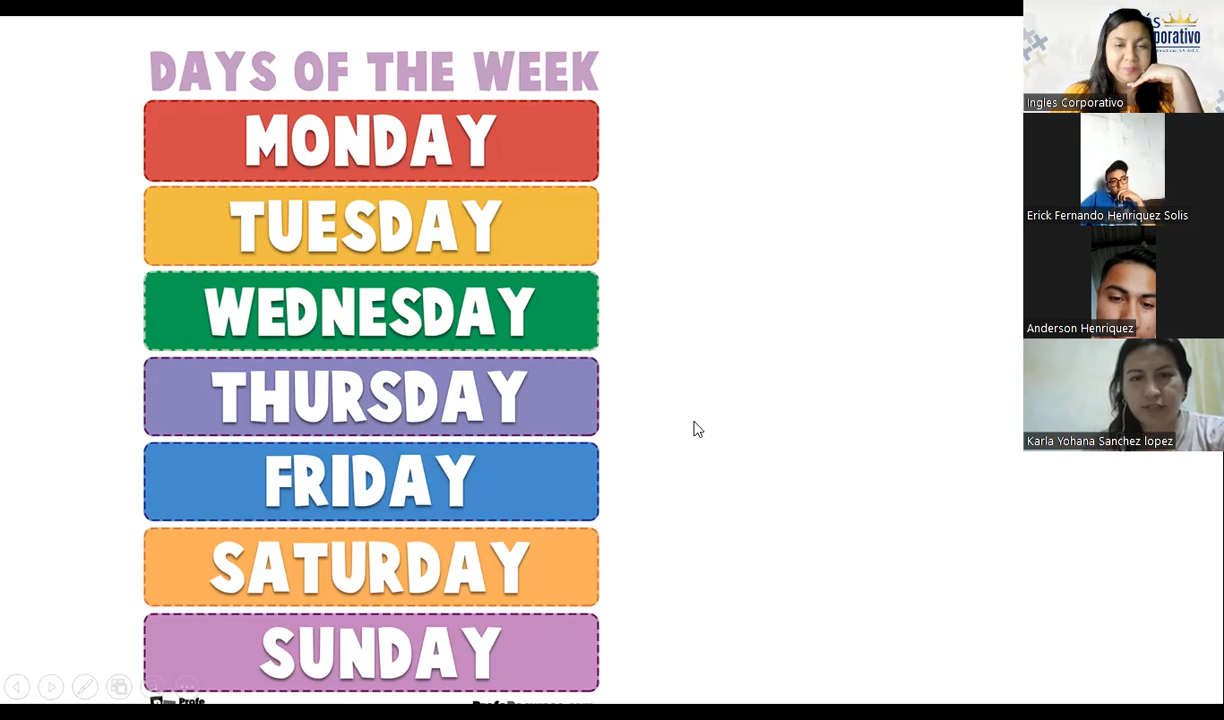 DAYS OF THE WEEK
MONDAY
TUESDAY
WEDNESDAY
THURSDAY
FRIDAY
SATURDAY
SUNDAY
Profe
Ingles Corporativo
Erick Fernando Henriquez Solis
Anderson Henriquez
Karla Yohana Sanchez lopez